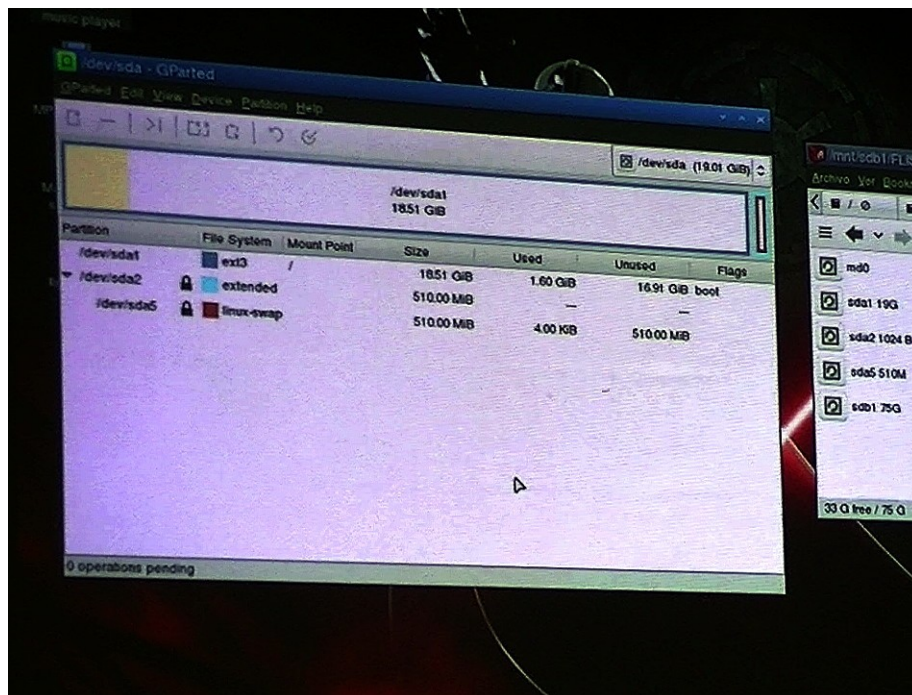 music player
/dev/sda - GParted
GParted Edit View Device Partition Help
/dev/sda (19.01 GiB)
/dev/sda1
18.51 GiB
Partition File System Mount Point Size Used Unused Flags
/dev/sda1 ext3 / 18.51 GiB 1.60 GiB 16.91 GiB boot
/dev/sda2 extended 510.00 MiB — —
/dev/sda5 linux-swap 510.00 MiB 4.00 KiB 510.00 MiB
0 operations pending
/mnt/sdb1/FLIS
Archivo Ver Book
/
md0
sda1 19G
sda2 1024 B
sda5 510M
sdb1 75G
33 G free / 75 G